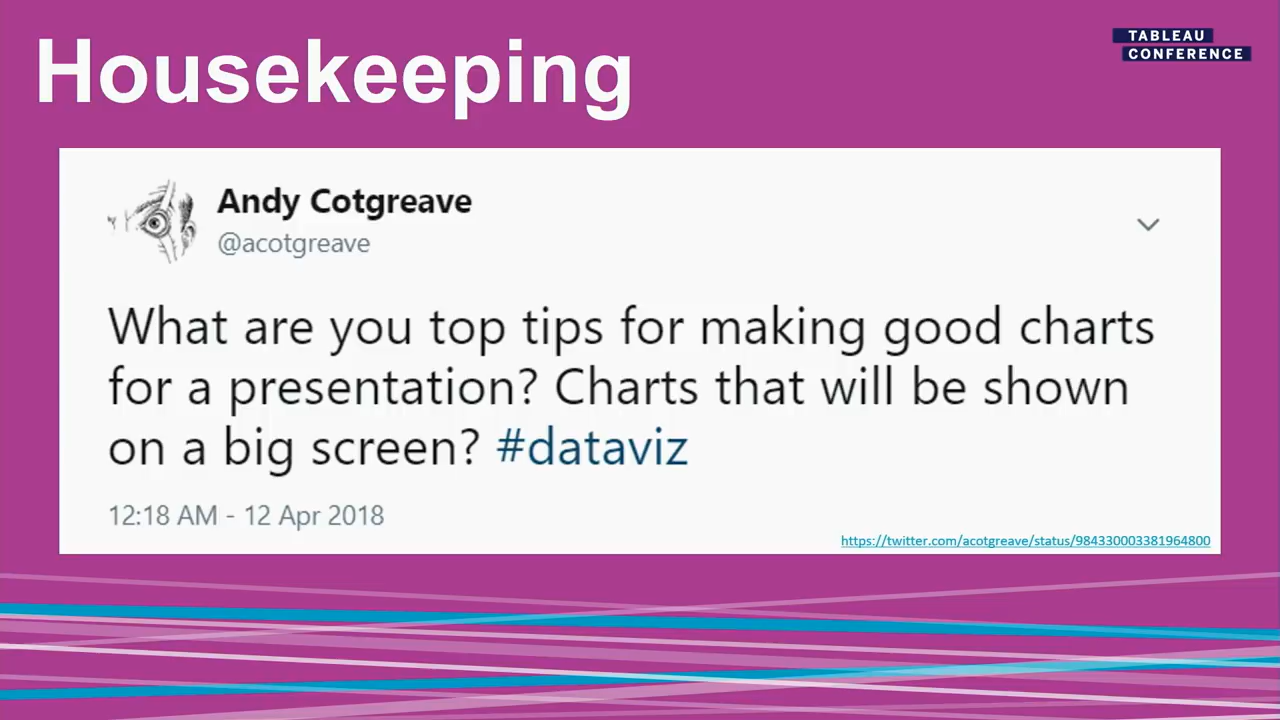 Housekeeping
TABLEAU
CONFERENCE
Andy Cotgreave
@acotgreave
What are you top tips for making good charts
for a presentation? Charts that will be shown
on a big screen? #dataviz
12:18 AM - 12 Apr 2018
https://twitter.com/acotgreave/status/984330003381964800